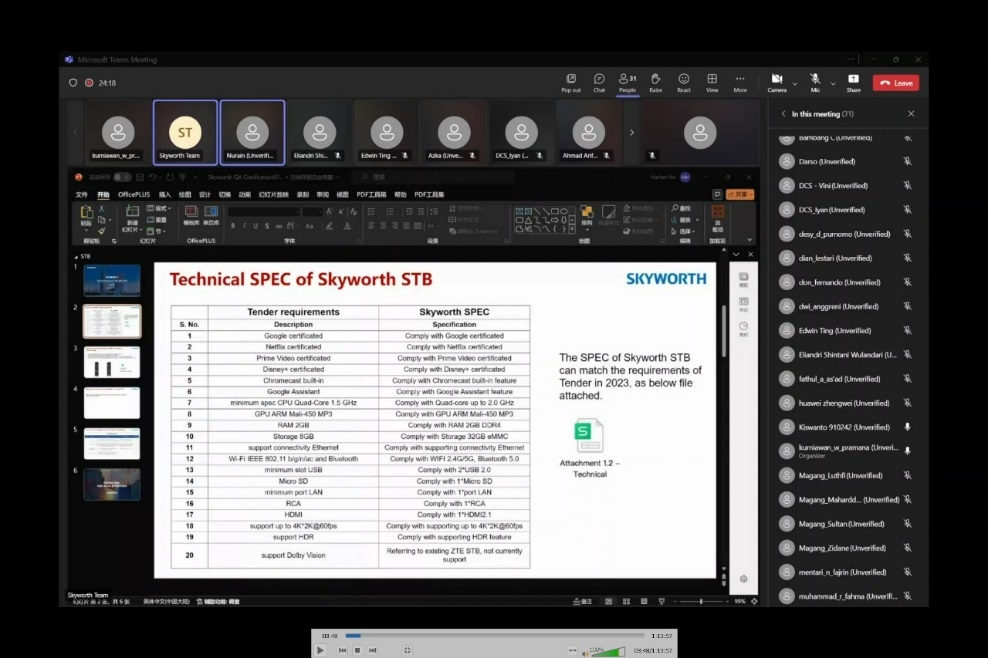 Microsoft Teams Meeting
24:18
Pop out
Chat
31
People
Raise
React
View
More
Camera
Mic
Share
Leave
kurniawan_w_pr...
ST
Skyworth Team
Nurain (Unverifi...
Eliandri Shi...
Edwin Ting ...
Azka (Unve...
DCS_Iyan (...
Ahmad Arif...
In this meeting (31)
Bambang C (Unverified)
Darso (Unverified)
DCS - Vini(Unverified)
DCS_Iyan (Unverified)
desy_d_purnomo (Unverified)
dian_lestari (Unverified)
don_fernando (Unverified)
dwi_anggreni (Unverified)
Edwin Ting (Unverified)
Eliandri Shintani Wulandari (U...
fathul_a_as'ad (Unverified)
huawei zhengwei (Unverified)
Kiswanto 910242 (Unverified)
kurniawan_w_pramana (Unveri...
Organizer
Magang_Luthfi (Unverified)
Magang_Mahardd... (Unverified)
Magang_Sultan(Unverified)
Magang_Zidane (Unverified)
mentari_n_fajrin (Unverified)
muhammad_r_fahma (Unverifi...
文件 开始 OfficePLUS 插入 绘图 设计 切换 动画 幻灯片放映 录制 审阅 视图 PDF工具箱 帮助 PDF工具集
共享
STB
1
2
3
4
5
6
Technical SPEC of Skyworth STB
SKYWORTH
Tender requirements Skyworth SPEC
S. No. Description Specification
1 Google certificated Comply with Google certificated
2 Netflix certificated Comply with Netflix certificated
3 Prime Video certificated Comply with Prime Video certificated
4 Disney+ certificated Comply with Disney+ certificated
5 Chromecast built-in Comply with Chromecast built-in feature
6 Google Assistant Comply with Google Assistant feature
7 minimum spec CPU Quad-Core 1.5 GHz Comply with Quad-core up to 2.0 GHz
8 GPU ARM Mali-450 MP3 Comply with GPU ARM Mali-450 MP3
9 RAM 2GB Comply with RAM 2GB DDR4
10 Storage 8GB Comply with Storage 32GB eMMC
11 support connectivity Ethernet Comply with supporting connectivity Ethernet
12 Wi-Fi IEEE 802.11 b/g/n/ac and Bluetooth Comply with WIFI 2.4G/5G, Bluetooth 5.0
13 minimum slot USB Comply with 2*USB 2.0
14 Micro SD Comply with 1*Micro SD
15 minimum port LAN Comply with 1*port LAN
16 RCA Comply with 1*RCA
17 HDMI Comply with 1*HDMI2.1
18 support up to 4K*2K@60fps Comply with supporting up to 4K*2K@60fps
19 support HDR Comply with supporting HDR feature
20 support Dolby Vision Referring to existing ZTE STB, not currently support
The SPEC of Skyworth STB
can match the requirements of
Tender in 2023, as below file
attached.
S
Attachment 1.2 –
Technical
Skyworth Team
99%
03:48
1:13:57
100%
03:48/1:13:57